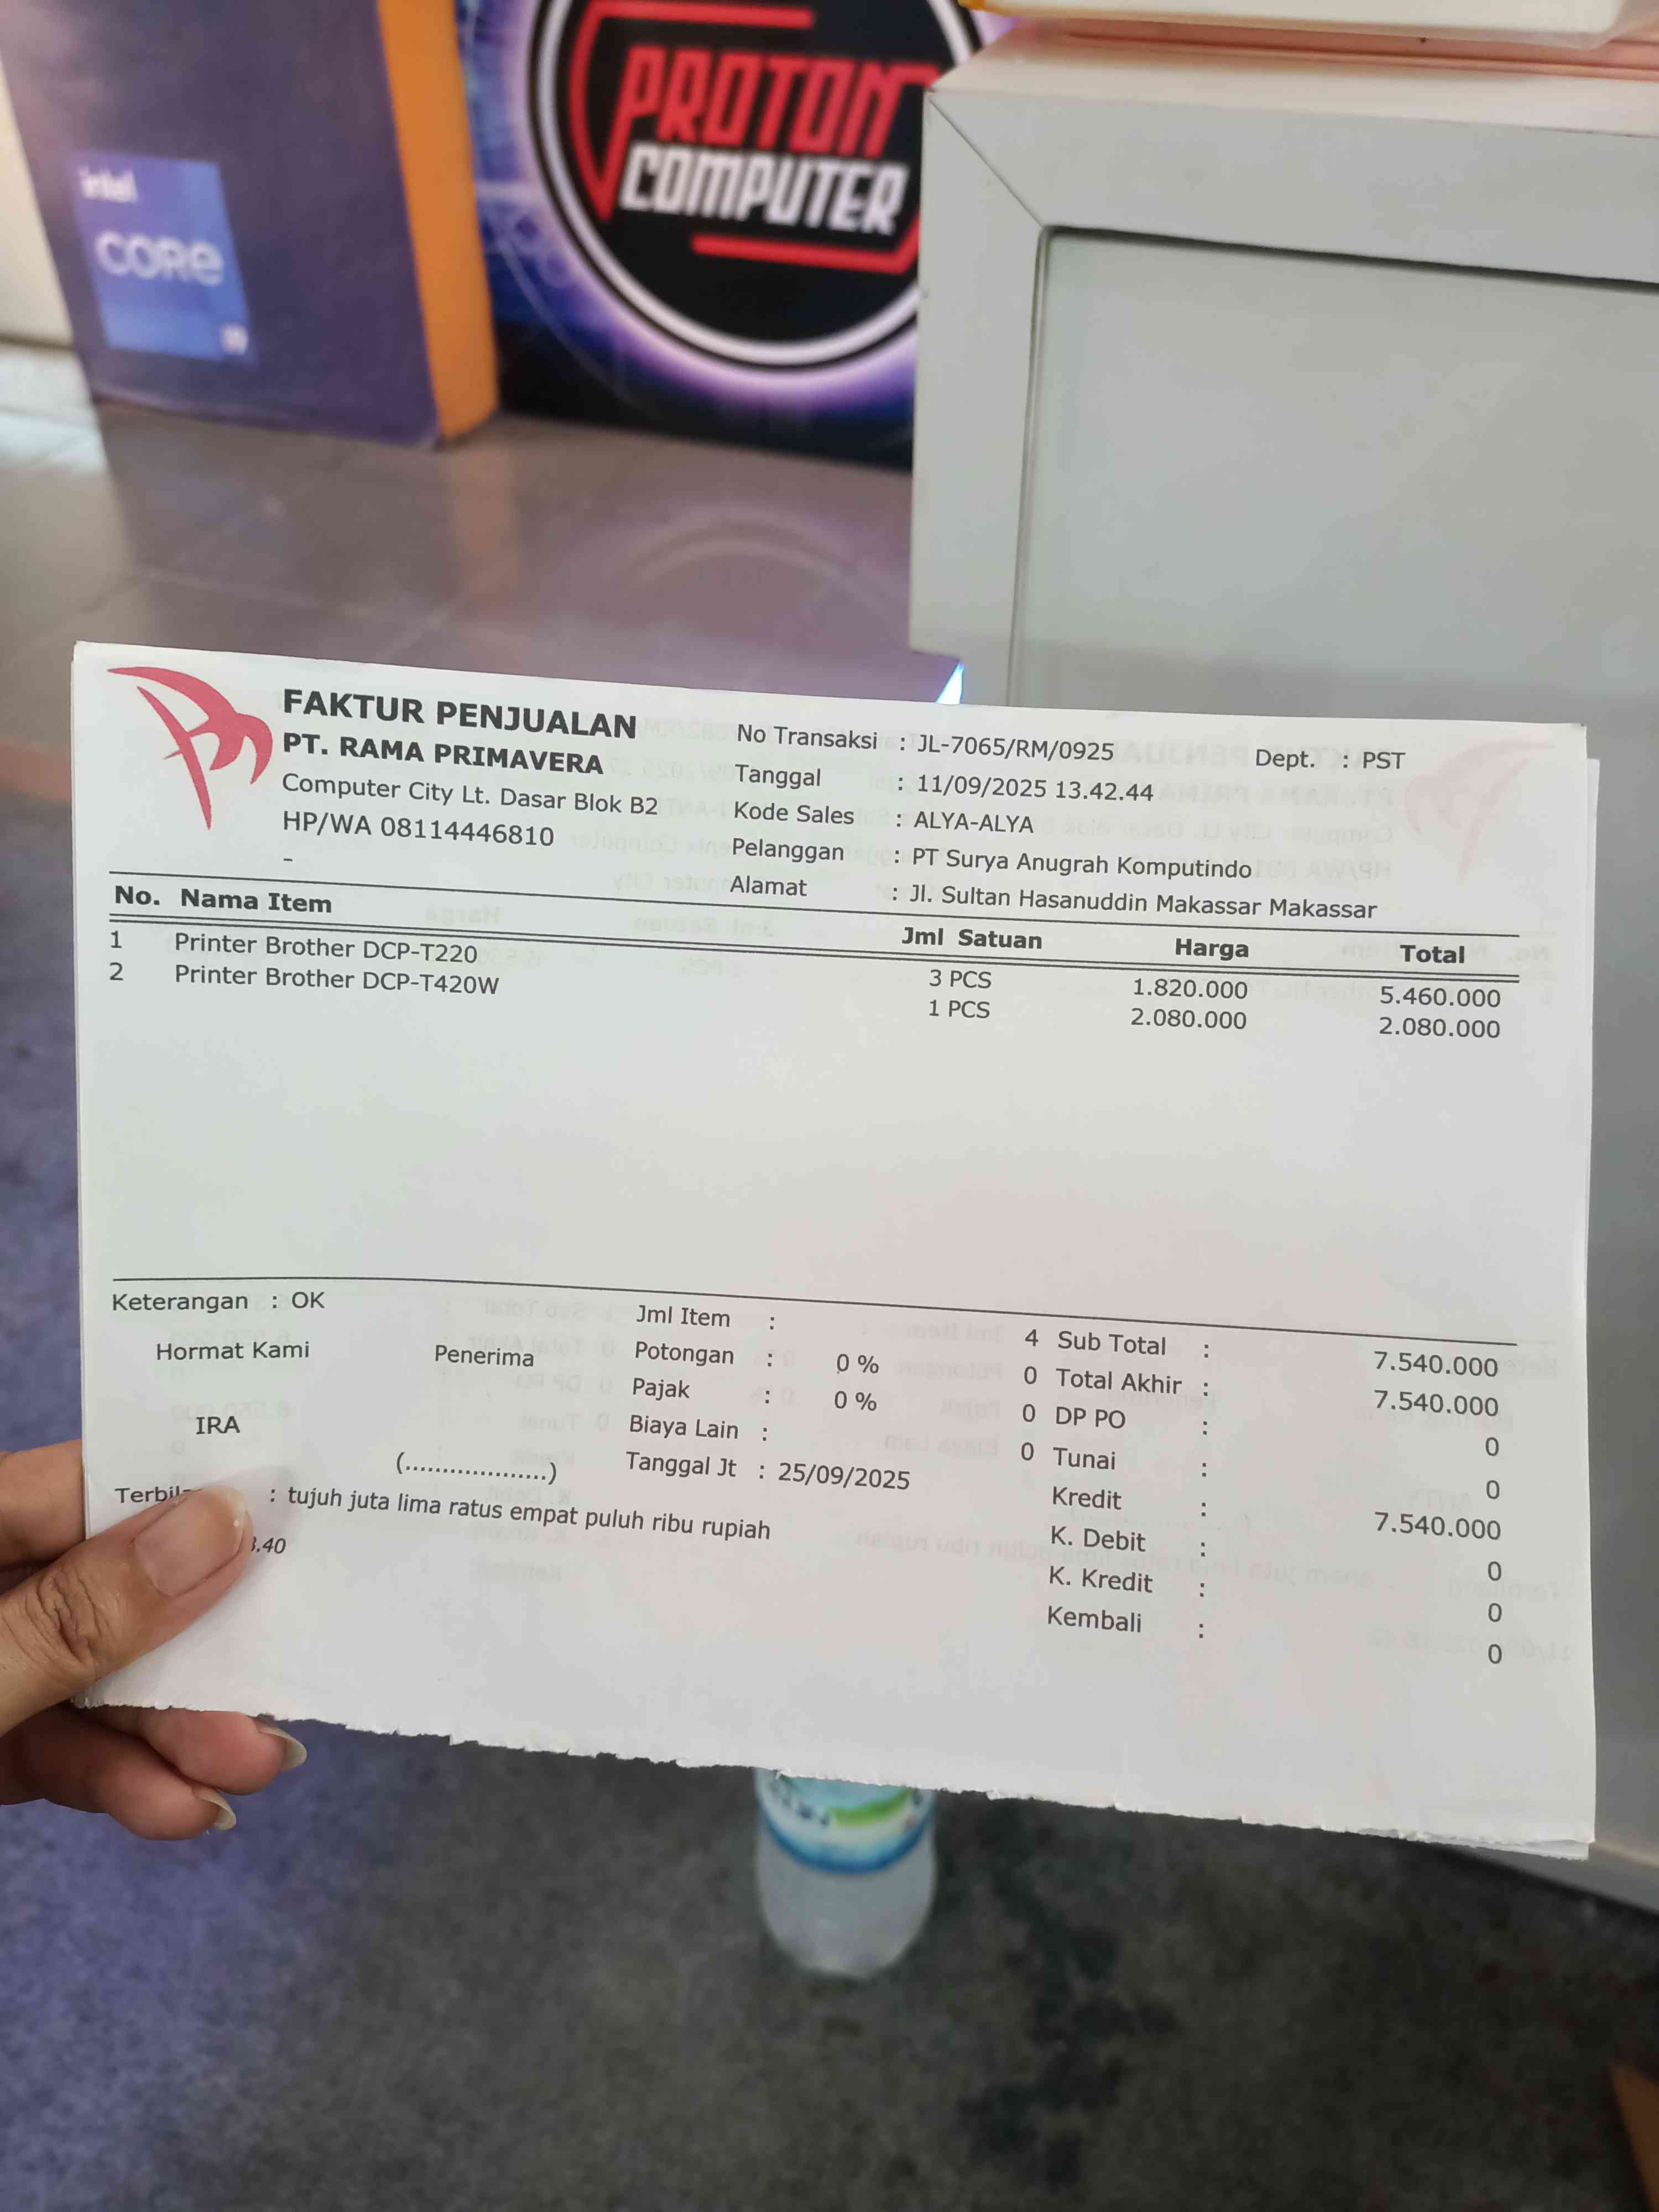 intel
CORE
PROTON
COMPUTER
FAKTUR PENJUALAN
PT. RAMA PRIMAVERA
Computer City Lt. Dasar Blok B2
HP/WA 08114446810
-
No Transaksi : JL-7065/RM/0925
Dept. : PST
Tanggal : 11/09/2025 13.42.44
Kode Sales : ALYA-ALYA
Pelanggan : PT Surya Anugrah Komputindo
Alamat : Jl. Sultan Hasanuddin Makassar Makassar
No. Nama Item Jml Satuan Harga Total
1 Printer Brother DCP-T220 3 PCS 1.820.000 5.460.000
2 Printer Brother DCP-T420W 1 PCS 2.080.000 2.080.000
Keterangan : OK
Hormat Kami
IRA
Penerima
(...................)
Jml Item : 4
Potongan : 0 % 0
Pajak : 0 % 0
Biaya Lain : 0
Tanggal Jt : 25/09/2025
Sub Total : 7.540.000
Total Akhir : 7.540.000
DP PO : 0
Tunai : 0
Kredit : 7.540.000
K. Debit : 0
K. Kredit : 0
Kembali : 0
: tujuh juta lima ratus empat puluh ribu rupiah
.40